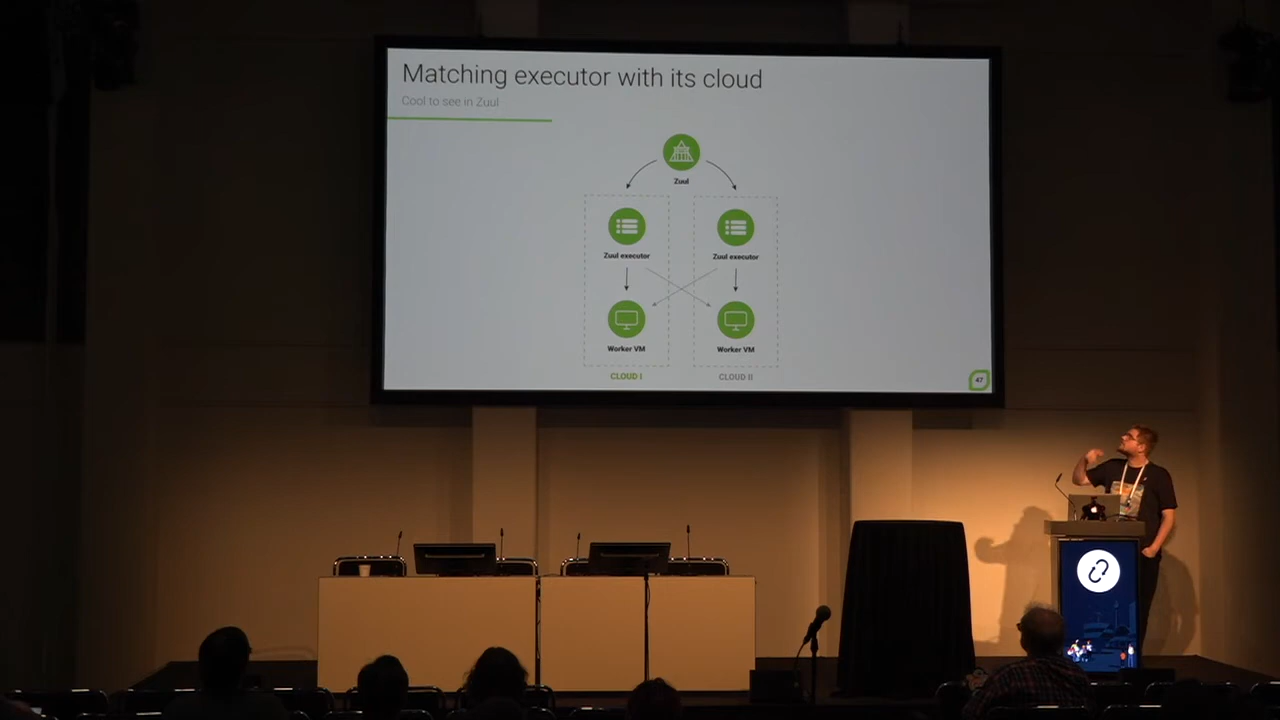 Matching executor with its cloud
Cool to see in Zuul
Zuul
Zuul executor
Zuul executor
Worker VM
Worker VM
CLOUD I
CLOUD II
47